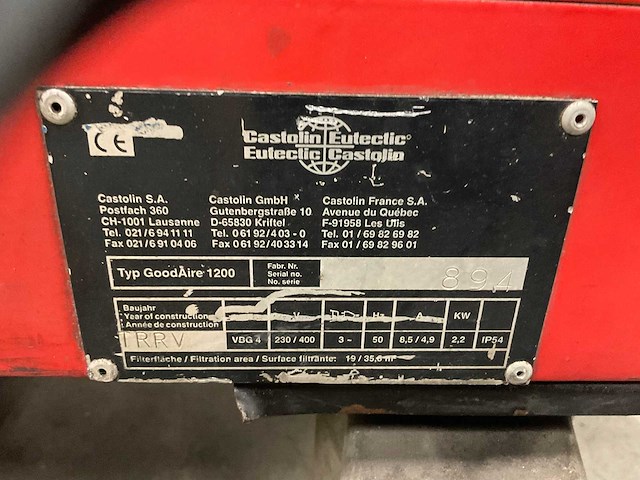 Castolin Eutectic®
Eutectic Castolin
CE
Castolin S.A.
Postfach 360
CH-1001 Lausanne
Tel. 021/6 94 11 11
Fax 021/6 91 04 06
Castolin GmbH
Gutenbergstraße 10
D-65830 Kriftel
Tel. 0 61 92/4 03 - 0
Fax 0 61 92/40 33 14
Castolin France S.A.
Avenue du Québec
F-91958 Les Ulis
Tel. 01 / 69 82 69 82
Fax 01 / 69 82 96 01
Typ GoodAire 1200
Fabr. Nr.
Serial no.
No. série
894
Baujahr
Year of construction
Année de construction
V Hz A KW
VBG 4 230 / 400 3 ~ 50 8,5 / 4,9 2,2 IP54
Filterfläche / Filtration area / Surface filtrante: 19 / 35,6 m²